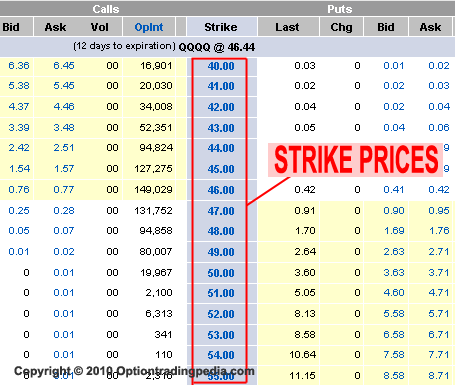 Calls Puts
Bid Ask Vol OpInt Strike Last Chg Bid Ask
(12 days to expiration) QQQQ @ 46.44
6.36 6.45 00 16,901 40.00 0.03 0 0.01 0.02
5.38 5.45 00 20,030 41.00 0.04 0 0.02 0.02
4.37 4.46 00 34,008 42.00 0.04 0 0.02 0.04
3.39 3.48 00 52,351 43.00 0.05 0 0.04 0.06
2.42 2.51 00 94,824 44.00
STRIKE PRICES
1.54 1.57 00 127,275 45.00
0.76 0.77 00 149,029 46.00 0.42 0 0.41 0.42
0.25 0.28 00 131,752 47.00 0.91 0 0.90 0.95
0.05 0.07 00 94,858 48.00 1.70 0 1.69 1.76
0.01 0.02 00 80,007 49.00 2.64 0 2.63 2.71
0 0.01 00 19,967 50.00 3.60 0 3.63 3.71
0 0.01 00 2,100 51.00 5.05 0 4.60 4.71
0 0.01 00 6,313 52.00 8.13 0 5.58 5.71
0 0.01 00 341 53.00 8.58 0 6.58 6.71
0 0.01 00 110 54.00 10.64 0 7.58 7.71
Copyright © 2010 Optiontradingpedia.com
0 0.01 00 2,316 55.00 11.15 0 8.58 8.71